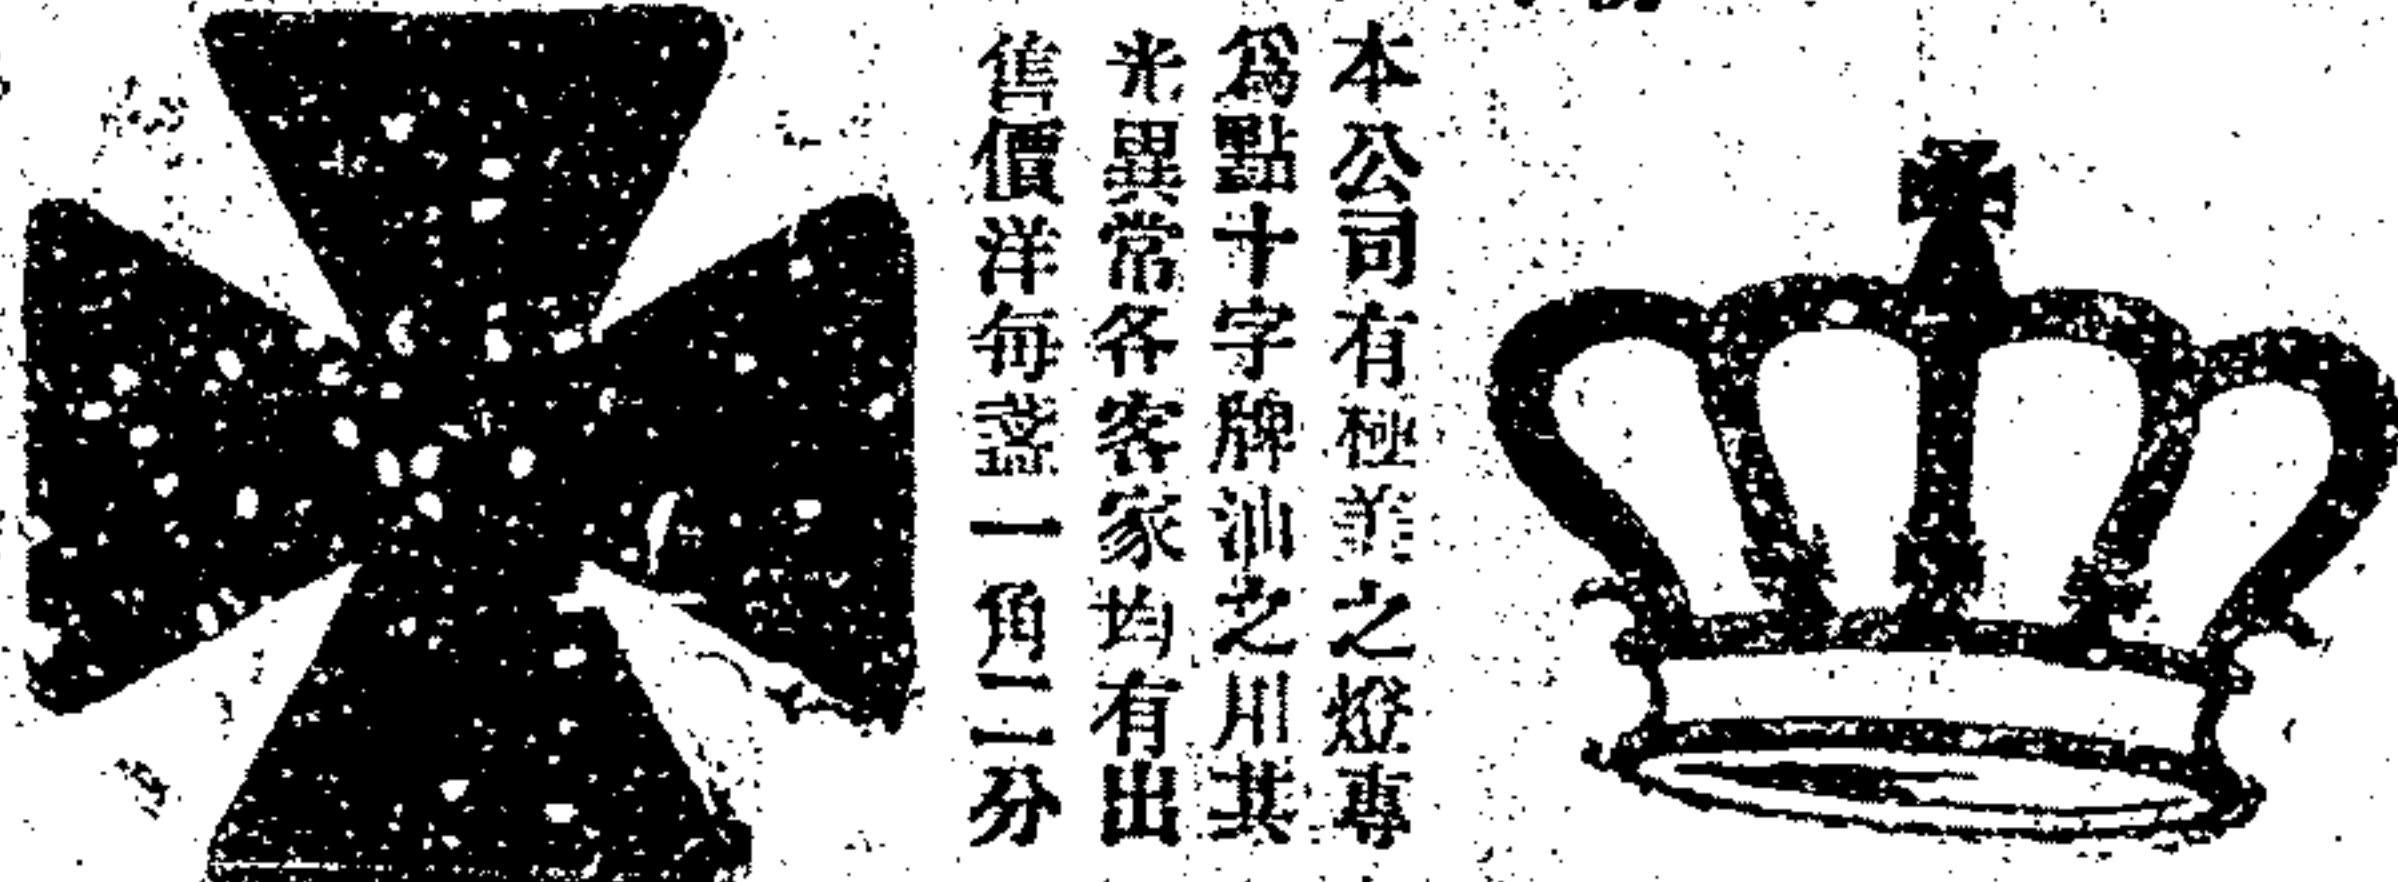 本公司有極美之燈專
爲點十字牌油之用其
光異常各客家均有出
售價洋每盞一角二分